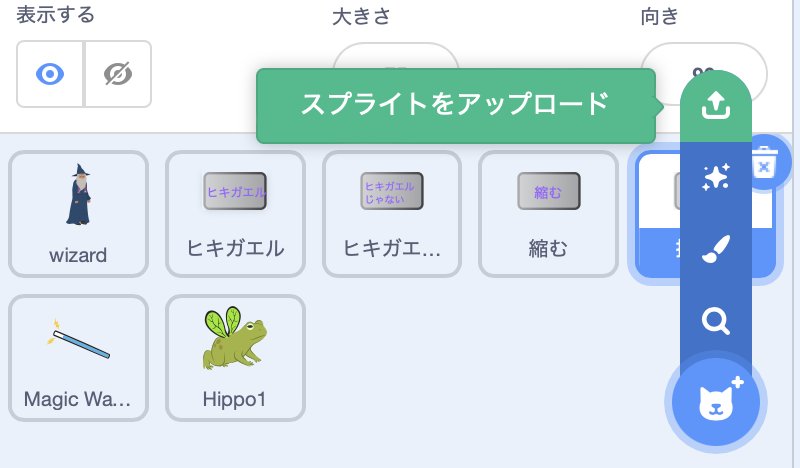 表示する
大きさ
向き
スプライトをアップロード
ヒキガエル
ヒキガエル
じゃない
縮む
wizard
ヒキガエル
ヒキガエ...
縮む
Magic Wa...
Hippo1